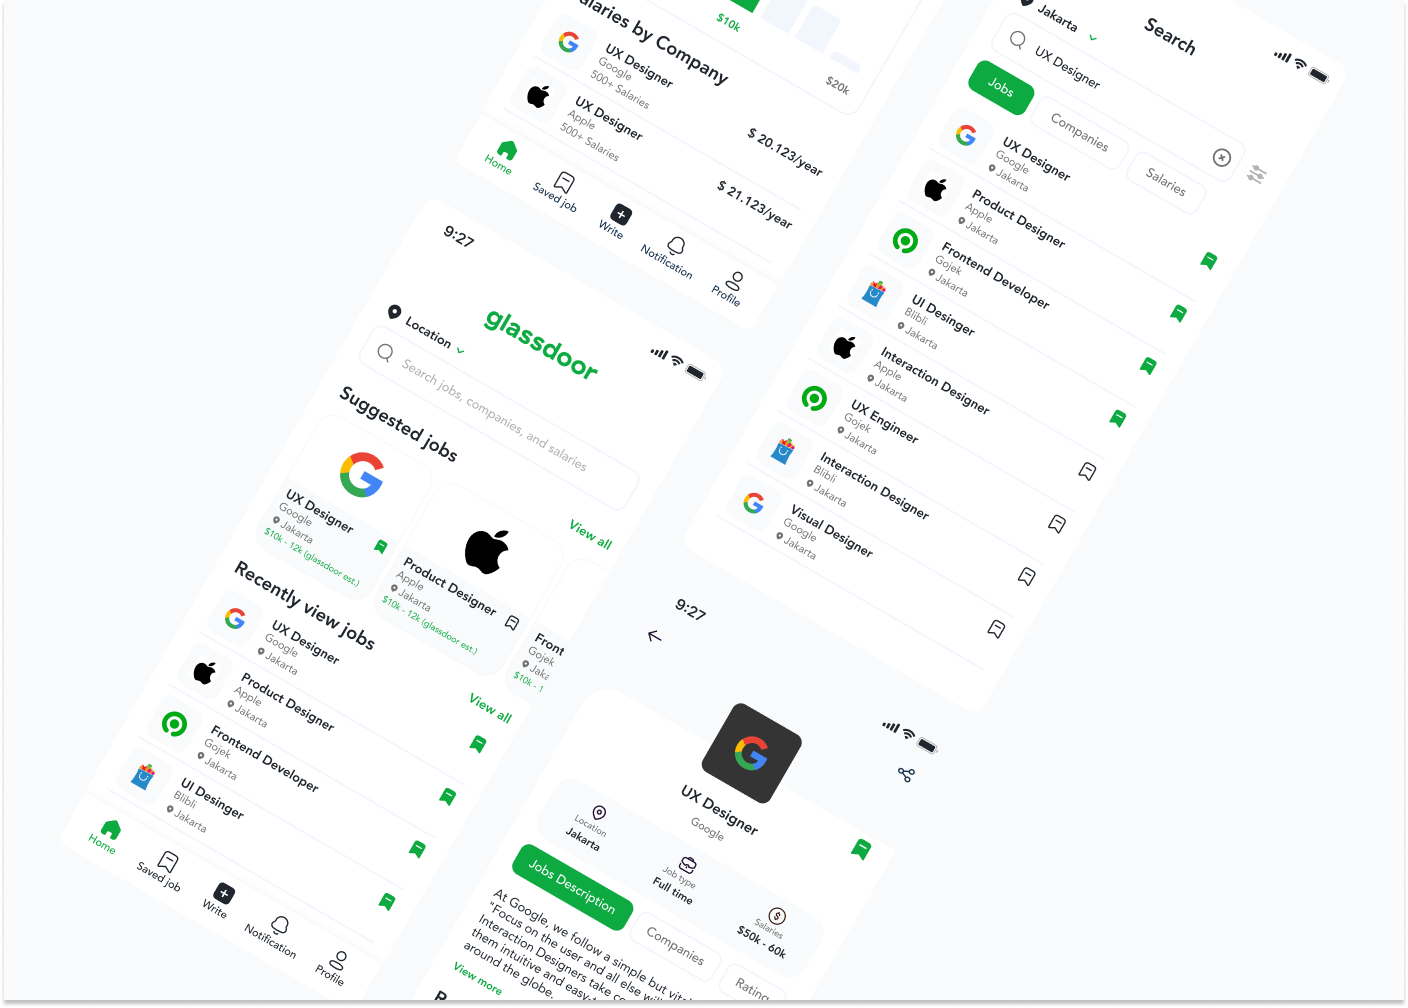 $10k
$20k
Salaries by Company
UX Designer
Google
500+ Salaries
$ 20.123/year
UX Designer
Apple
500+ Salaries
$ 21.123/year
Home
Saved job
Write
Notification
Profile
Jakarta
Search
UX Designer
Jobs
Companies
Salaries
UX Designer
Google
Jakarta
Product Designer
Apple
Jakarta
Frontend Developer
Gojek
Jakarta
UI Desinger
Blibli
Jakarta
Interaction Designer
Apple
Jakarta
UX Engineer
Gojek
Jakarta
Interaction Designer
Blibli
Jakarta
Visual Designer
Google
Jakarta
9:27
glassdoor
Location
Search jobs, companies, and salaries
Suggested jobs
View all
UX Designer
Google
Jakarta
$10k - 12k (glassdoor est.)
Product Designer
Apple
Jakarta
$10k - 12k (glassdoor est.)
Front
Gojek
Jaka
$10k - 1
Recently view jobs
View all
UX Designer
Google
Jakarta
Product Designer
Apple
Jakarta
Frontend Developer
Gojek
Jakarta
UI Desinger
Blibli
Jakarta
Home
Saved job
Write
Notification
Profile
9:27
UX Designer
Google
Location
Jakarta
Job type
Full time
Salaries
$50k - 60k
Jobs Description
Companies
Rating
At Google, we follow a simple but vital
"Focus on the user and all else will
Interaction Designers take co
them intuitive and easy-t
around the globe.
View more